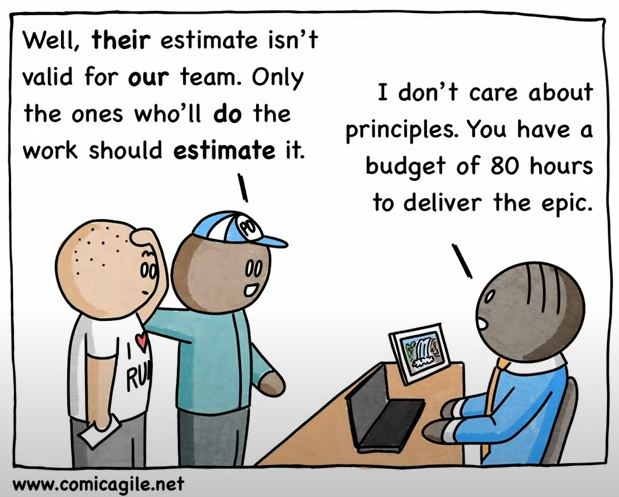 Well, their estimate isn't
valid for our team. Only
the ones who'll do the
work should estimate it.
I don't care about
principles. You have a
budget of 80 hours
to deliver the epic.
PO
I
RU
www.comicagile.net